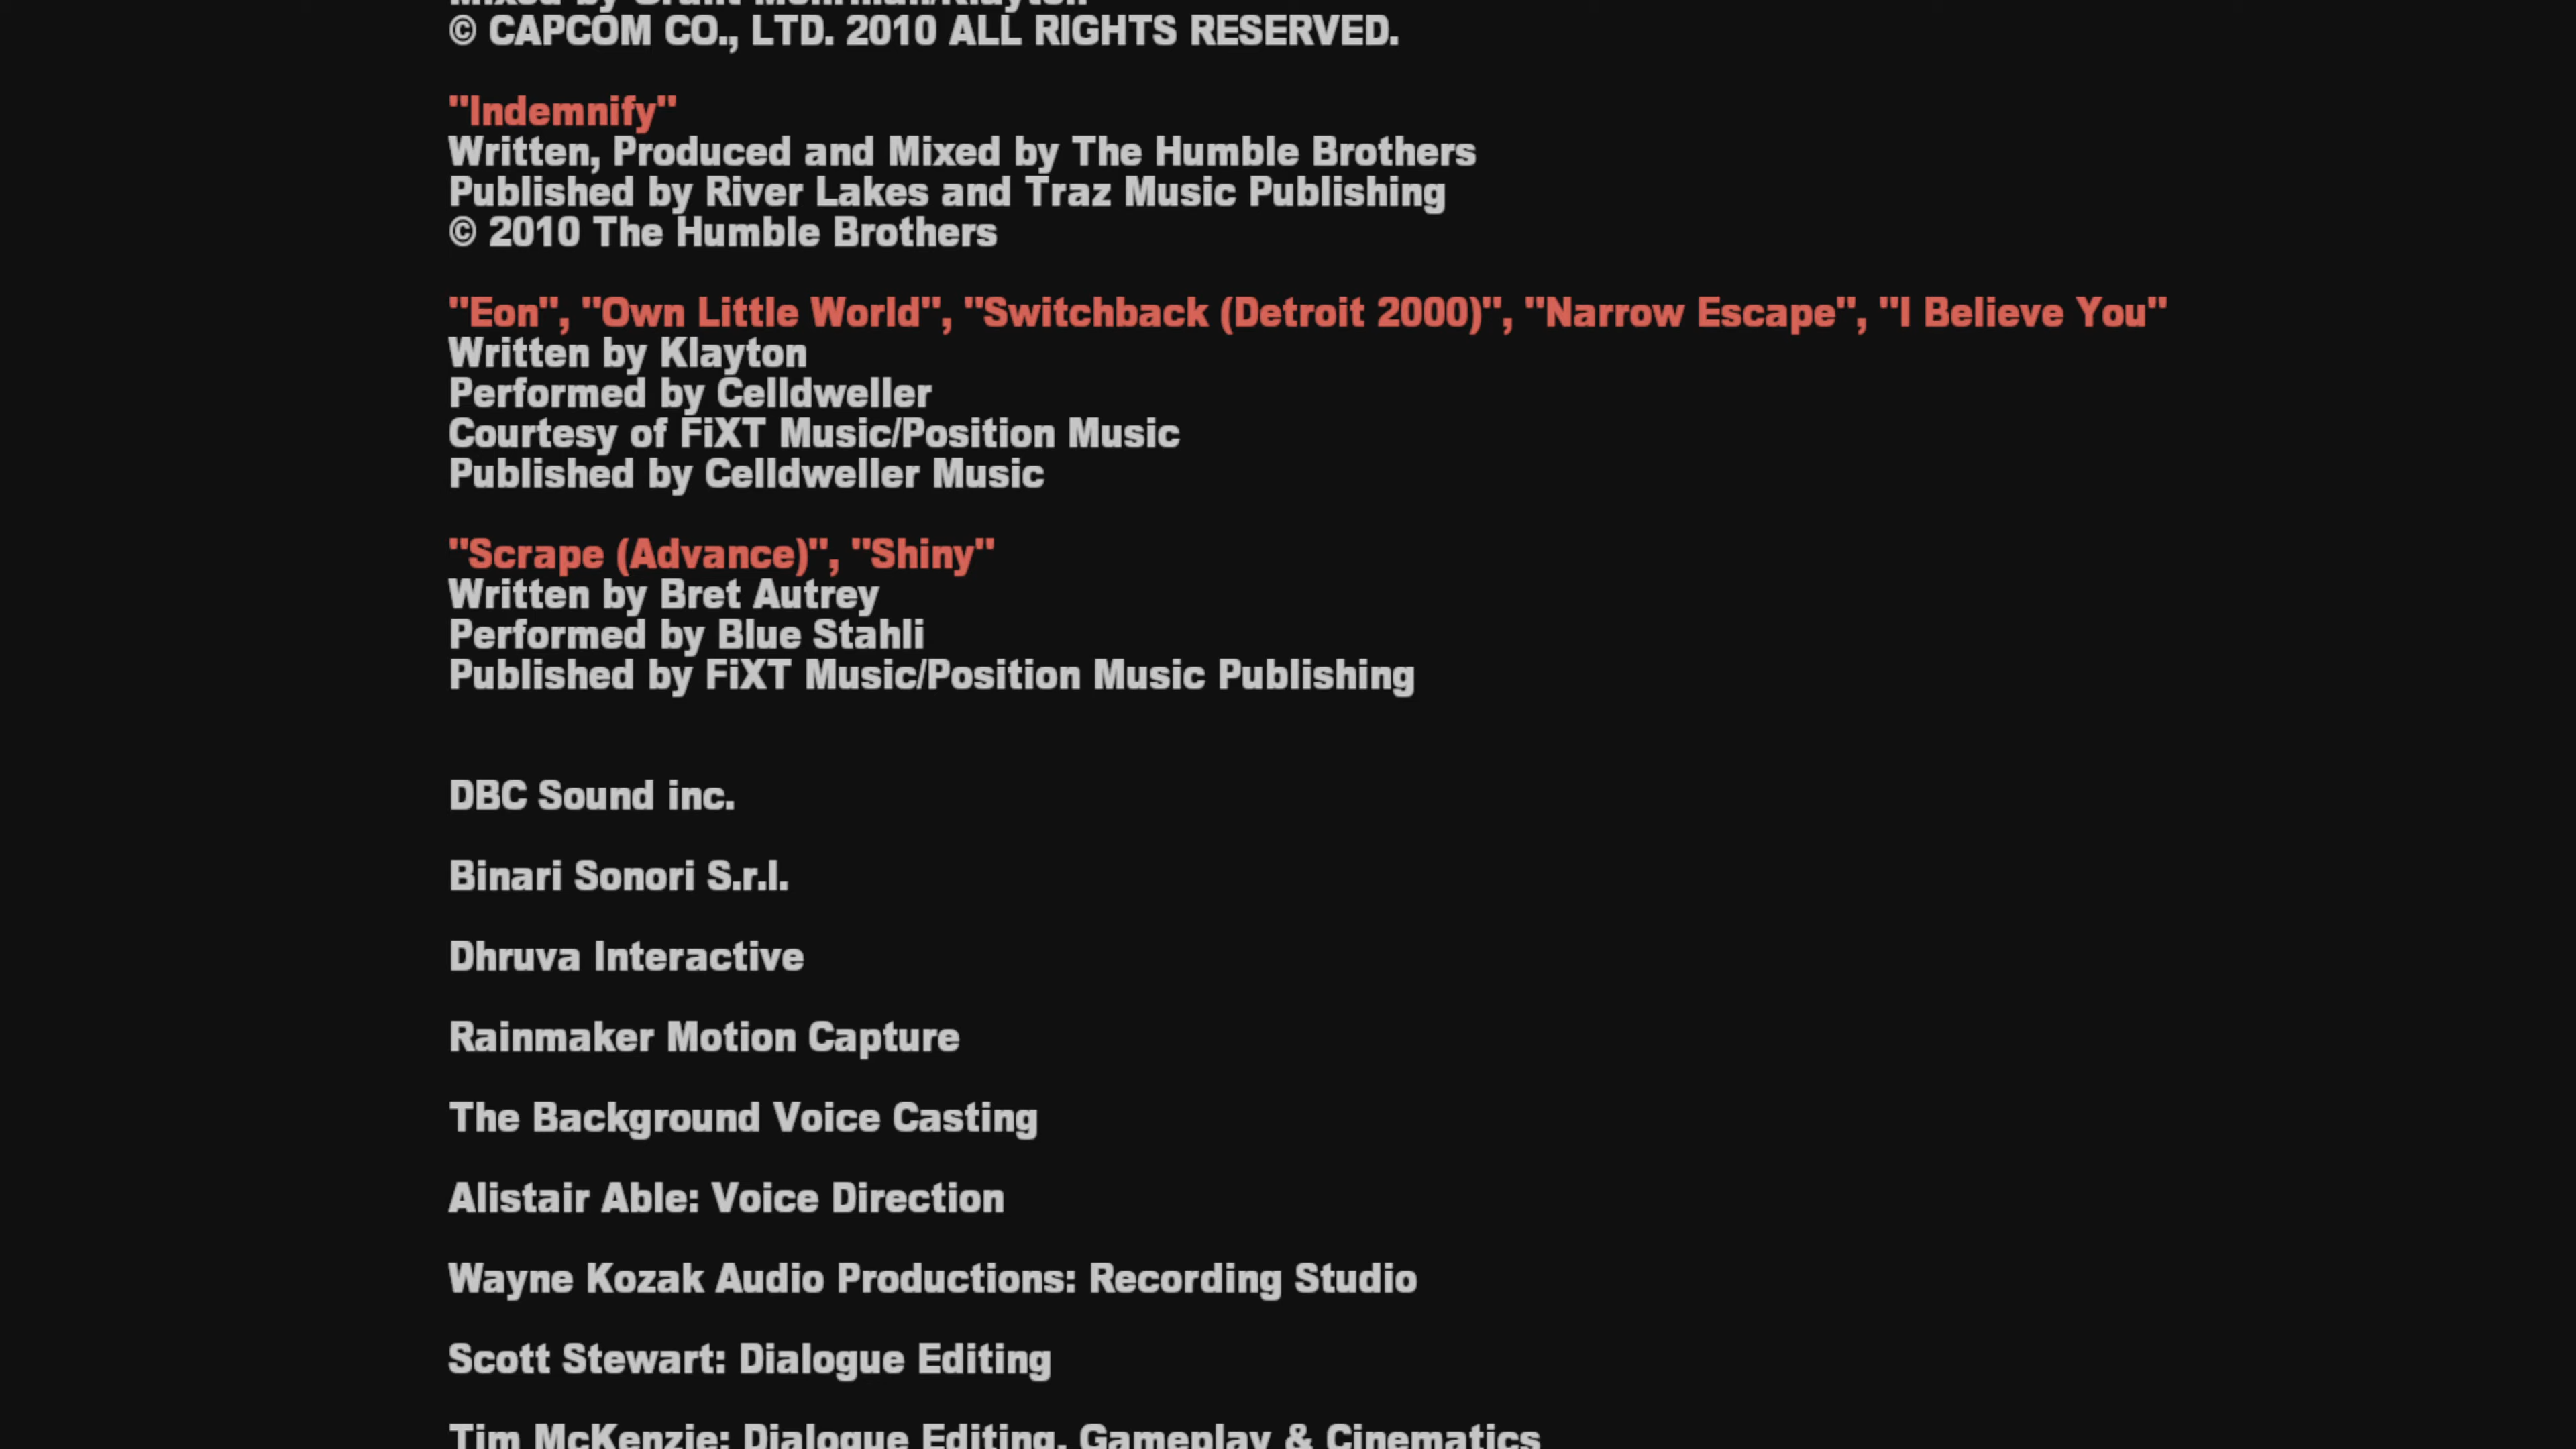 Mixed by Grant Mohrman/Klayton
© CAPCOM CO., LTD. 2010 ALL RIGHTS RESERVED.
"Indemnify"
Written, Produced and Mixed by The Humble Brothers
Published by River Lakes and Traz Music Publishing
© 2010 The Humble Brothers
"Eon", "Own Little World", "Switchback (Detroit 2000)", "Narrow Escape", "I Believe You"
Written by Klayton
Performed by Celldweller
Courtesy of FiXT Music/Position Music
Published by Celldweller Music
"Scrape (Advance)", "Shiny"
Written by Bret Autrey
Performed by Blue Stahli
Published by FiXT Music/Position Music Publishing
DBC Sound inc.
Binari Sonori S.r.l.
Dhruva Interactive
Rainmaker Motion Capture
The Background Voice Casting
Alistair Able: Voice Direction
Wayne Kozak Audio Productions: Recording Studio
Scott Stewart: Dialogue Editing
Tim McKenzie: Dialogue Editing, Gameplay & Cinematics